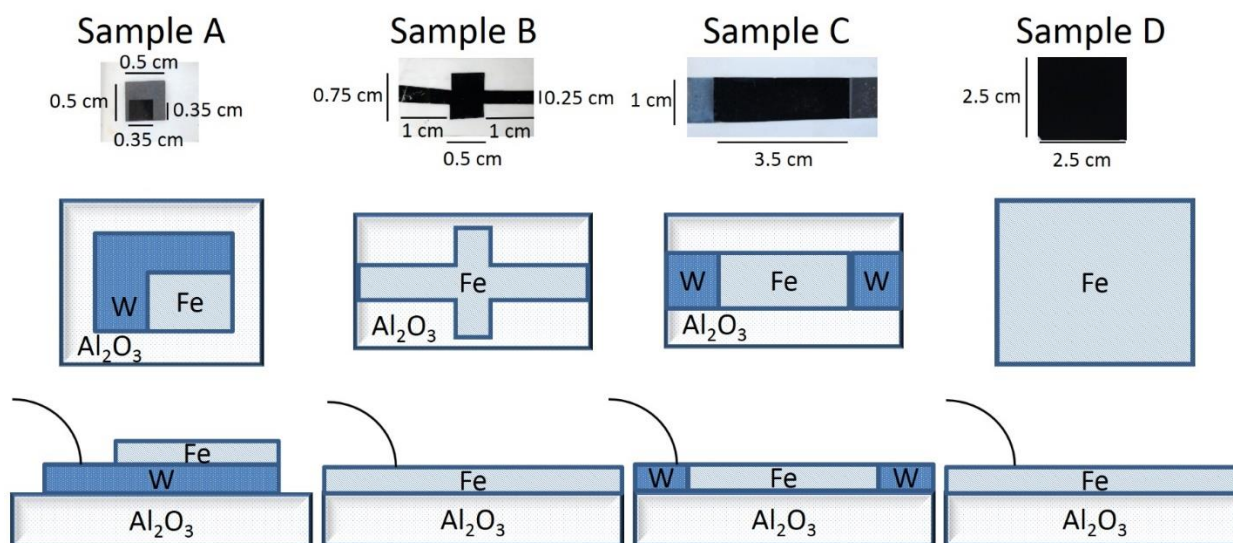 Sample A
Sample B
Sample C
Sample D
0.5 cm
0.5 cm
0.35 cm
0.35 cm
0.75 cm
0.25 cm
1 cm
1 cm
0.5 cm
1 cm
3.5 cm
2.5 cm
2.5 cm
W
Fe
Al₂O₃
Fe
Al₂O₃
W
Fe
W
Al₂O₃
Fe
Fe
W
Al₂O₃
Fe
Al₂O₃
W
Fe
W
Al₂O₃
Fe
Al₂O₃